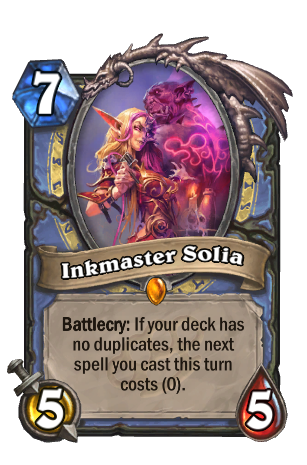 7
Inkmaster Solia
Battlecry: If your deck has
no duplicates, the next
spell you cast this turn
costs (0).
5
5